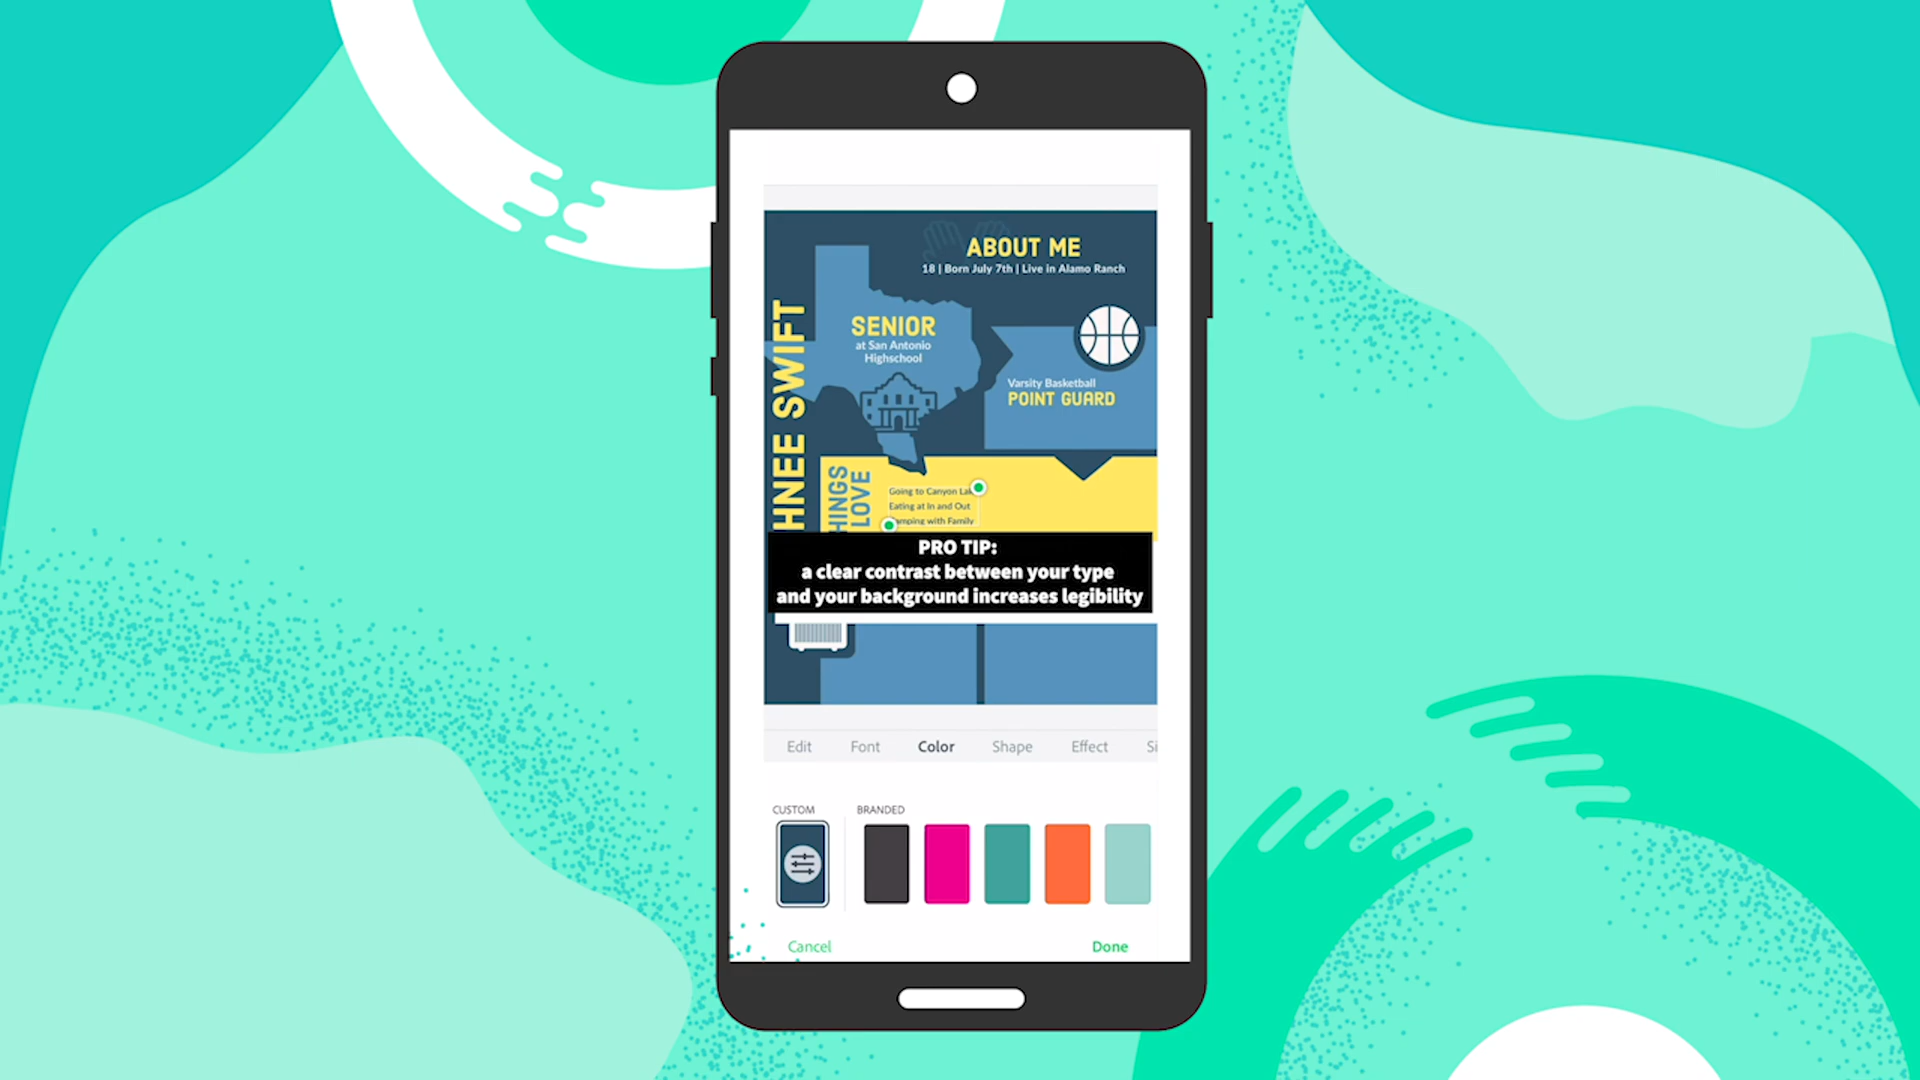 ABOUT ME
18 | Born July 7th | Live in Alamo Ranch
HNEE SWIFT
SENIOR
at San Antonio
Highschool
Varsity Basketball
POINT GUARD
HINGS
LOVE
Going to Canyon La
Eating at In and Out
amping with Family
PRO TIP:
a clear contrast between your type
and your background increases legibility
Edit Font Color Shape Effect Si
CUSTOM BRANDED
Cancel Done